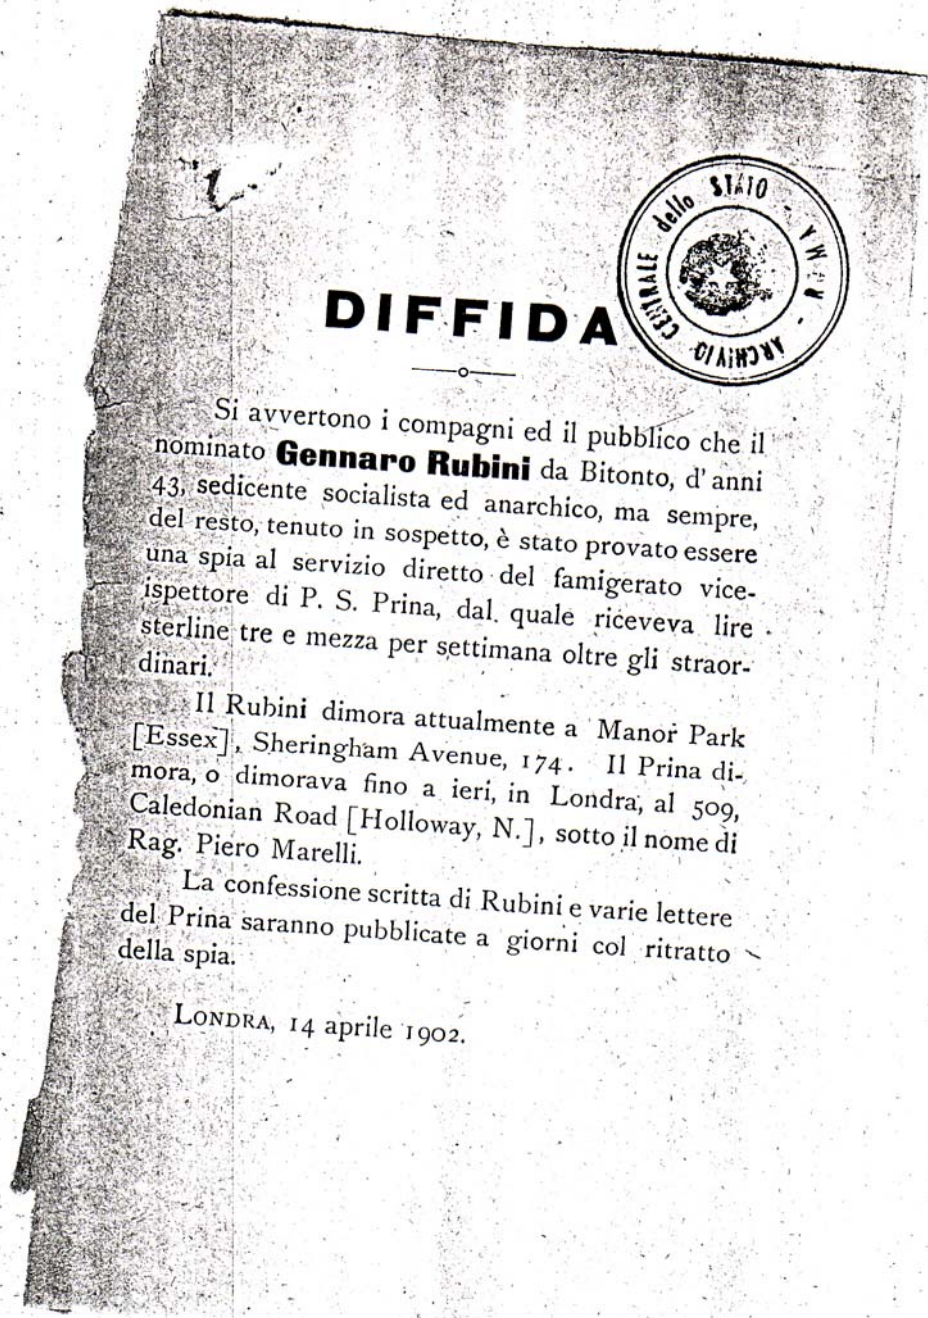 ARCHIVIO CENTRALE dello STATO - ROMA -
DIFFIDA
Si avvertono i compagni ed il pubblico che il
nominato Gennaro Rubini da Bitonto, d' anni
43, sedicente socialista ed anarchico, ma sempre,
del resto, tenuto in sospetto, è stato provato essere
una spia al servizio diretto del famigerato vice-
ispettore di P. S. Prina, dal quale riceveva lire
sterline tre e mezza per settimana oltre gli straor-
dinari.
Il Rubini dimora attualmente a Manor Park
[Essex], Sheringham Avenue, 174. Il Prina di-
mora, o dimorava fino a ieri, in Londra, al 509,
Caledonian Road [Holloway, N.], sotto il nome di
Rag. Piero Marelli.
La confessione scritta di Rubini e varie lettere
del Prina saranno pubblicate a giorni col ritratto
della spia.
LONDRA, 14 aprile 1902.